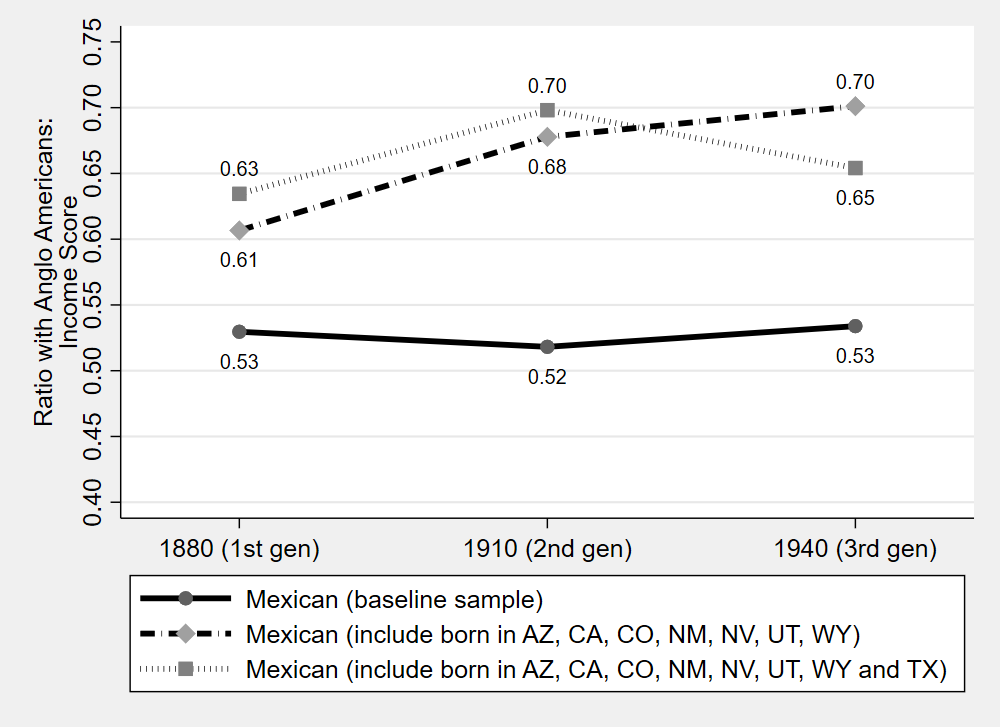 Ratio with Anglo Americans:
Income Score
0.75
0.70
0.65
0.60
0.55
0.50
0.45
0.40
0.63
0.70
0.70
0.61
0.68
0.65
0.53
0.52
0.53
1880 (1st gen)
1910 (2nd gen)
1940 (3rd gen)
Mexican (baseline sample)
Mexican (include born in AZ, CA, CO, NM, NV, UT, WY)
Mexican (include born in AZ, CA, CO, NM, NV, UT, WY and TX)